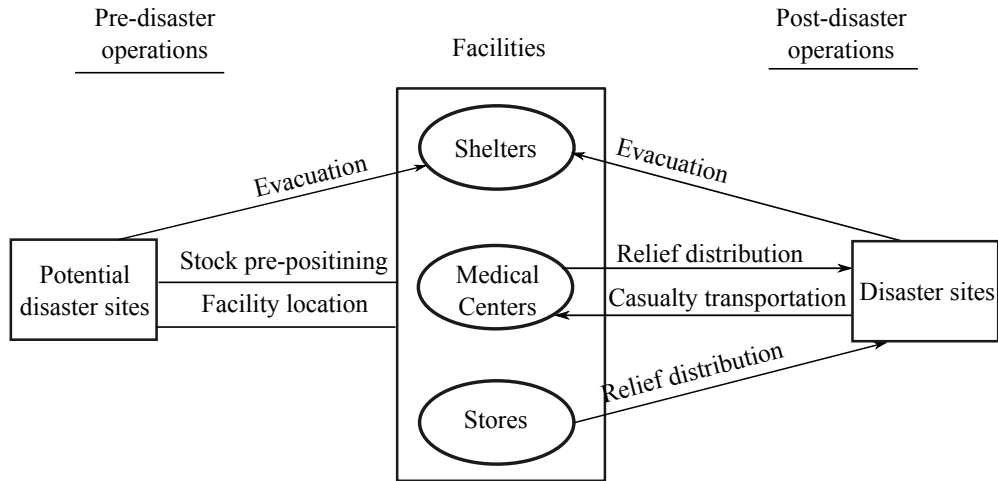 Pre-disaster
operations
Facilities
Post-disaster
operations
Shelters
Evacuation
Evacuation
Potential
disaster sites
Stock pre-positining
Facility location
Medical
Centers
Relief distribution
Casualty transportation
Disaster sites
Relief distribution
Stores